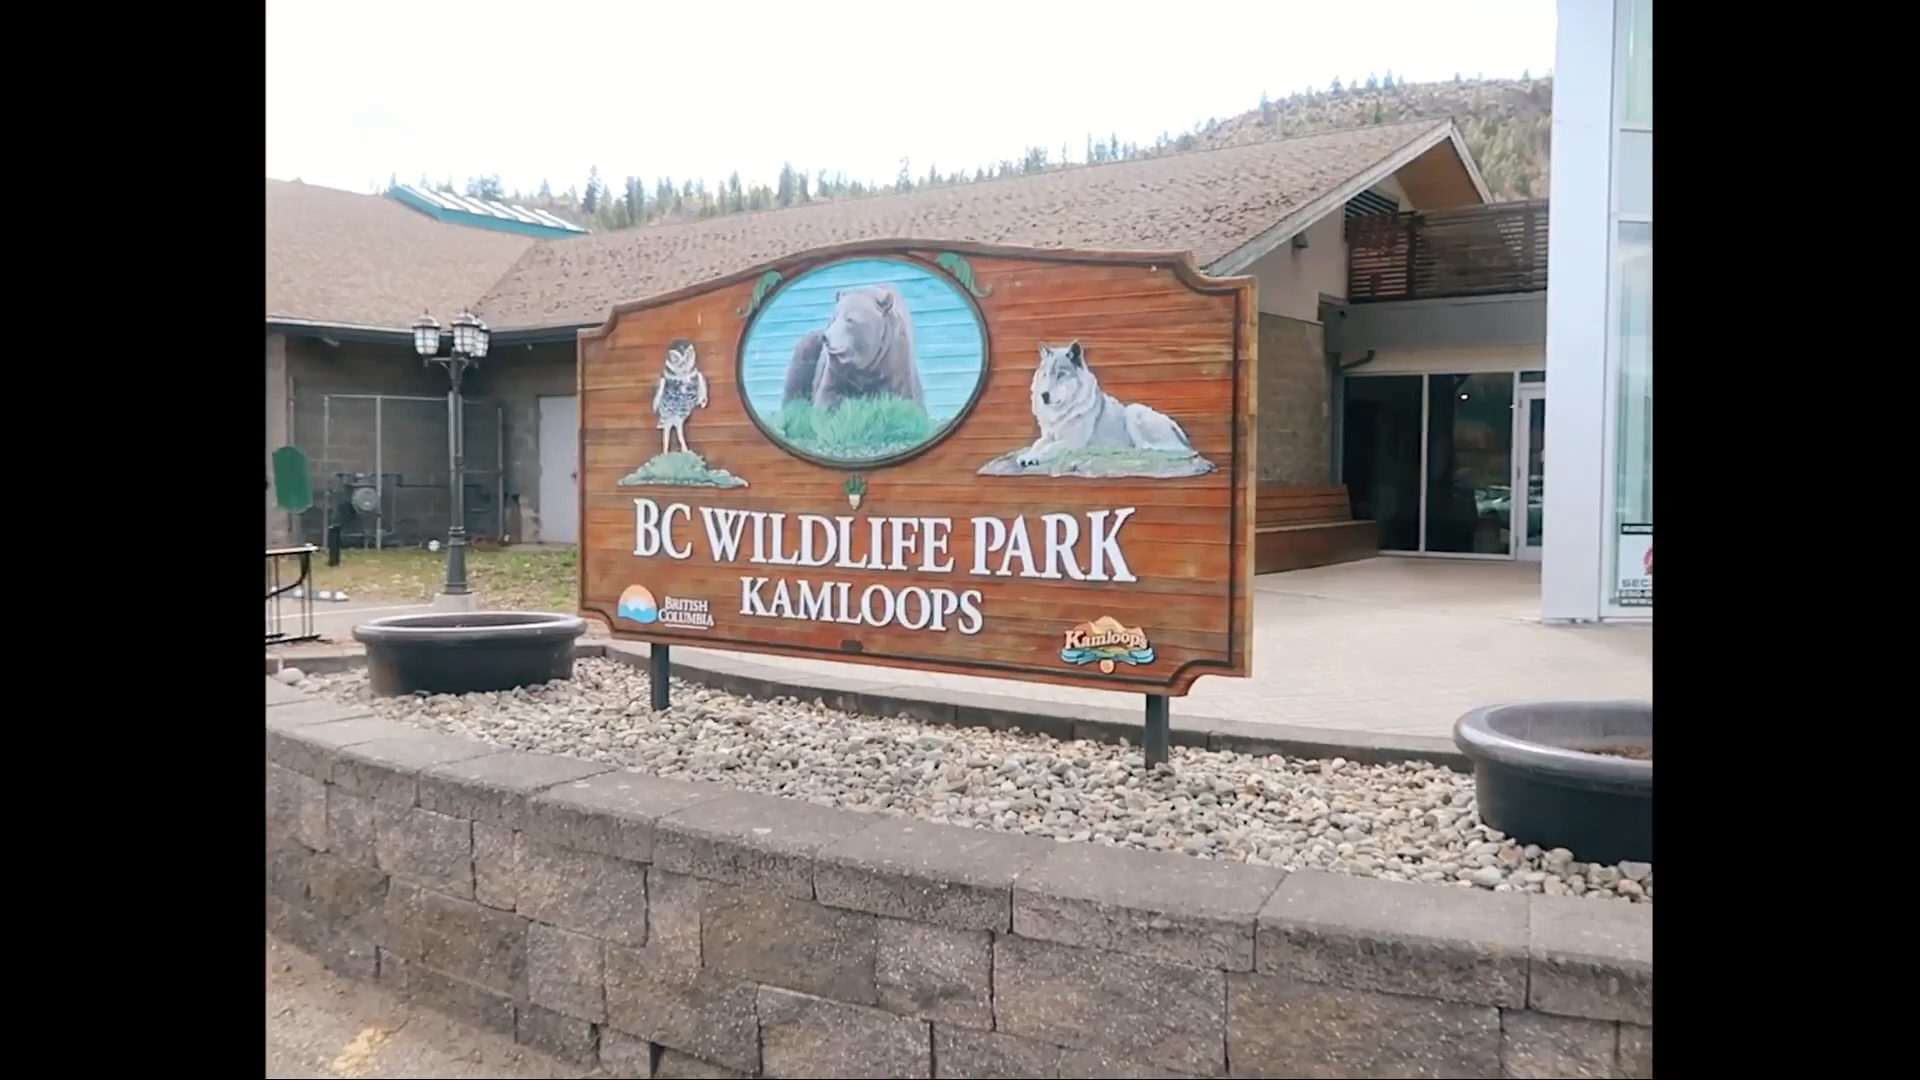 BC WILDLIFE PARK
KAMLOOPS
BRITISH
COLUMBIA
Kamloops